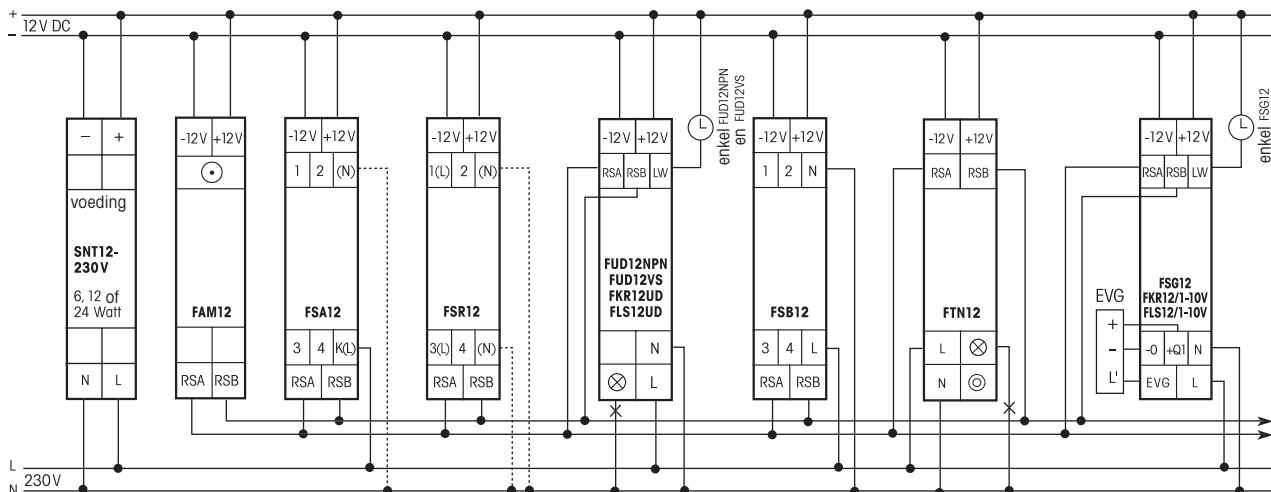 +
12V DC
–
– +
voeding
SNT12-
230V
6, 12 of
24 Watt
N L
-12V +12V
FAM12
RSA RSB
-12V +12V
1 2 (N)
FSA12
3 4 K(L)
RSA RSB
-12V +12V
1(L) 2 (N)
FSR12
3(L) 4 (N)
RSA RSB
-12V +12V
RSA RSB LW
FUD12NPN
FUD12VS
FKR12UD
FLS12UD
N
L
enkel FUD12NPN
en FUD12VS
-12V +12V
1 2 N
FSB12
3 4 L
RSA RSB
-12V +12V
RSA RSB
FTN12
L
N
-12V +12V
RSA RSB LW
FSG12
FKR12/1-10V
FLS12/1-10V
-0 +Q1 N
EVG L
enkel FSG12
EVG
+
–
L'
L
230V
N